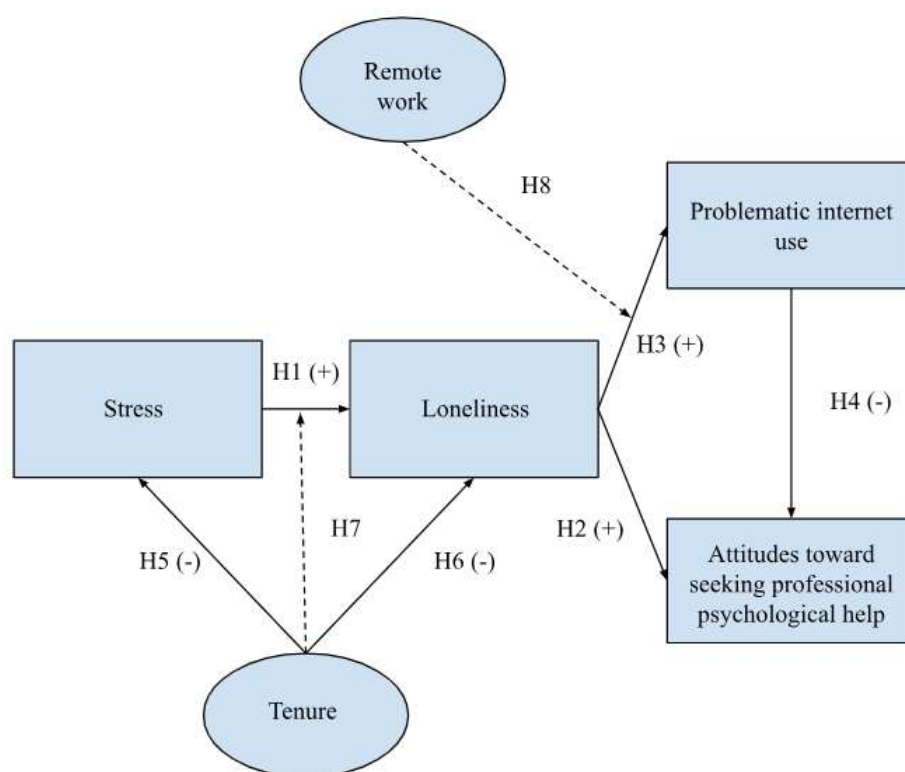 Remote
work
H8
Problematic internet
use
H3 (+)
H1 (+)
Stress
Loneliness
H4 (-)
H7
H2 (+)
H5 (-)
H6 (-)
Attitudes toward
seeking professional
psychological help
Tenure